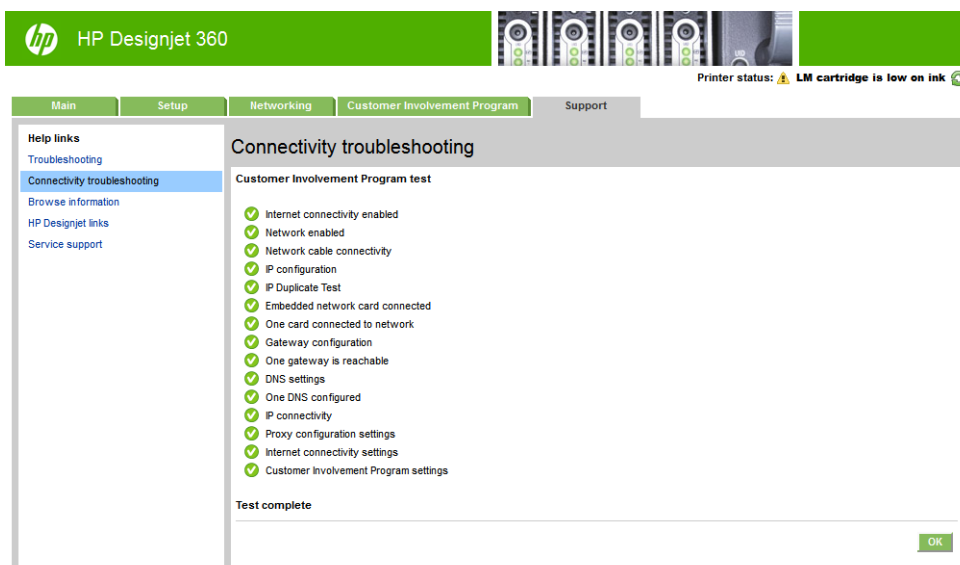 hp HP Designjet 360
UID
Printer status: LM cartridge is low on ink
Main Setup Networking Customer Involvement Program Support
Help links
Troubleshooting
Connectivity troubleshooting
Browse information
HP Designjet links
Service support
Connectivity troubleshooting
Customer Involvement Program test
Internet connectivity enabled
Network enabled
Network cable connectivity
IP configuration
IP Duplicate Test
Embedded network card connected
One card connected to network
Gateway configuration
One gateway is reachable
DNS settings
One DNS configured
IP connectivity
Proxy configuration settings
Internet connectivity settings
Customer Involvement Program settings
Test complete
OK